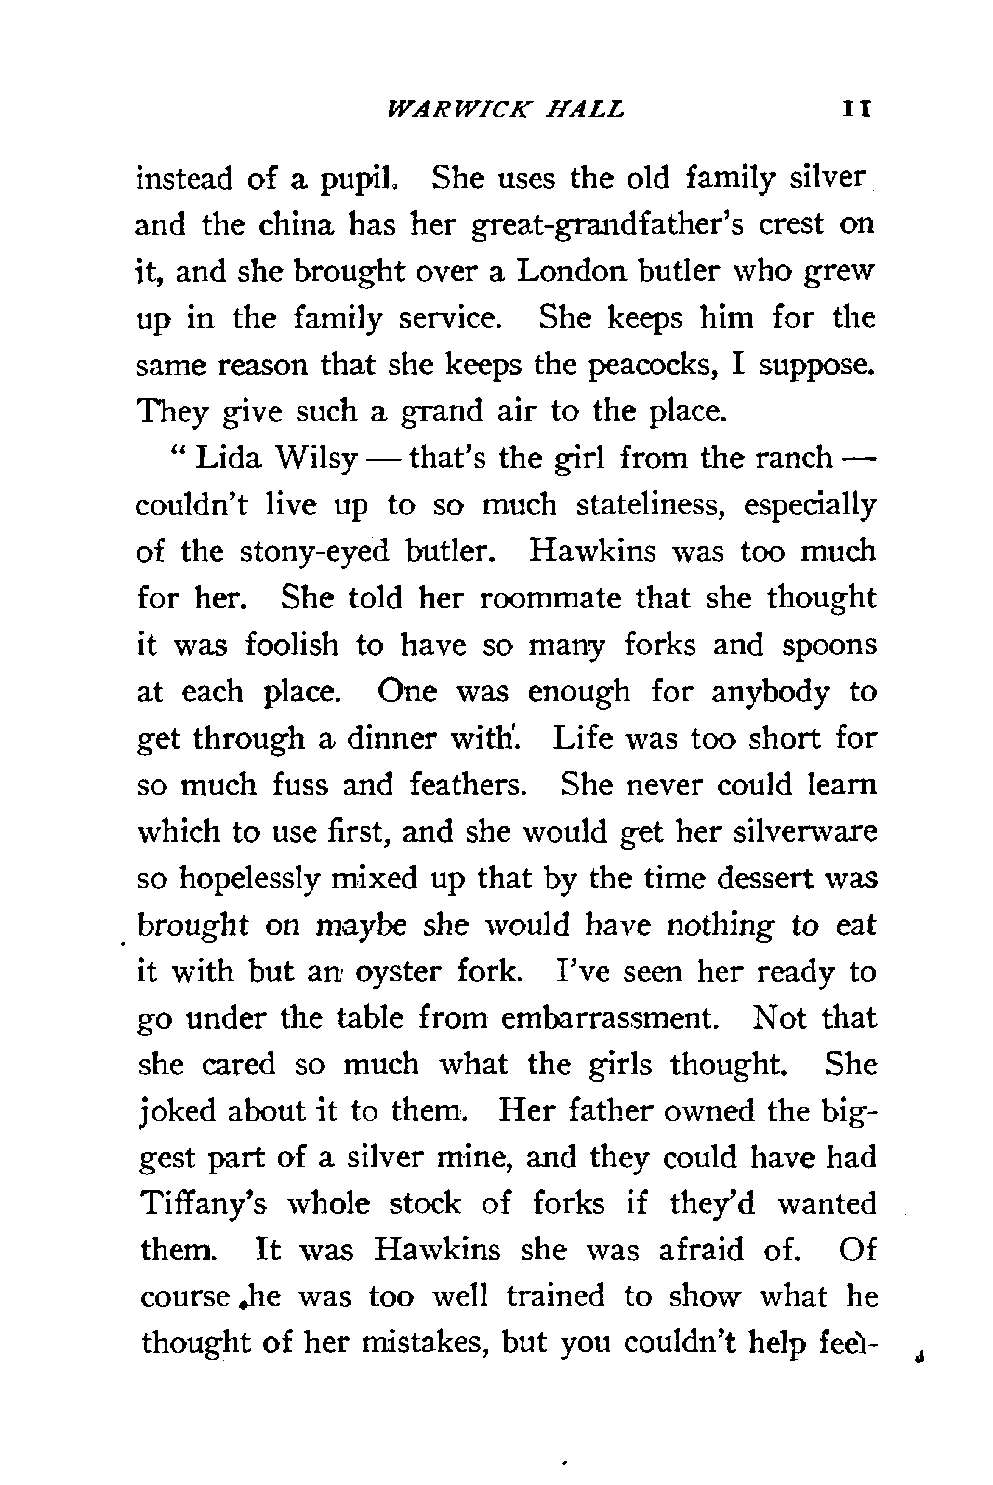 WARWICK HALL 11
instead of a pupil. She uses the old family silver
and the china has her great-grandfather's crest on
it, and she brought over a London butler who grew
up in the family service. She keeps him for the
same reason that she keeps the peacocks, I suppose.
They give such a grand air to the place.
" Lida Wilsy — that's the girl from the ranch —
couldn't live up to so much stateliness, especially
of the stony-eyed butler. Hawkins was too much
for her. She told her roommate that she thought
it was foolish to have so many forks and spoons
at each place. One was enough for anybody to
get through a dinner with. Life was too short for
so much fuss and feathers. She never could learn
which to use first, and she would get her silverware
so hopelessly mixed up that by the time dessert was
brought on maybe she would have nothing to eat
it with but an oyster fork. I've seen her ready to
go under the table from embarrassment. Not that
she cared so much what the girls thought. She
joked about it to them. Her father owned the big-
gest part of a silver mine, and they could have had
Tiffany's whole stock of forks if they'd wanted
them. It was Hawkins she was afraid of. Of
course he was too well trained to show what he
thought of her mistakes, but you couldn't help feel-